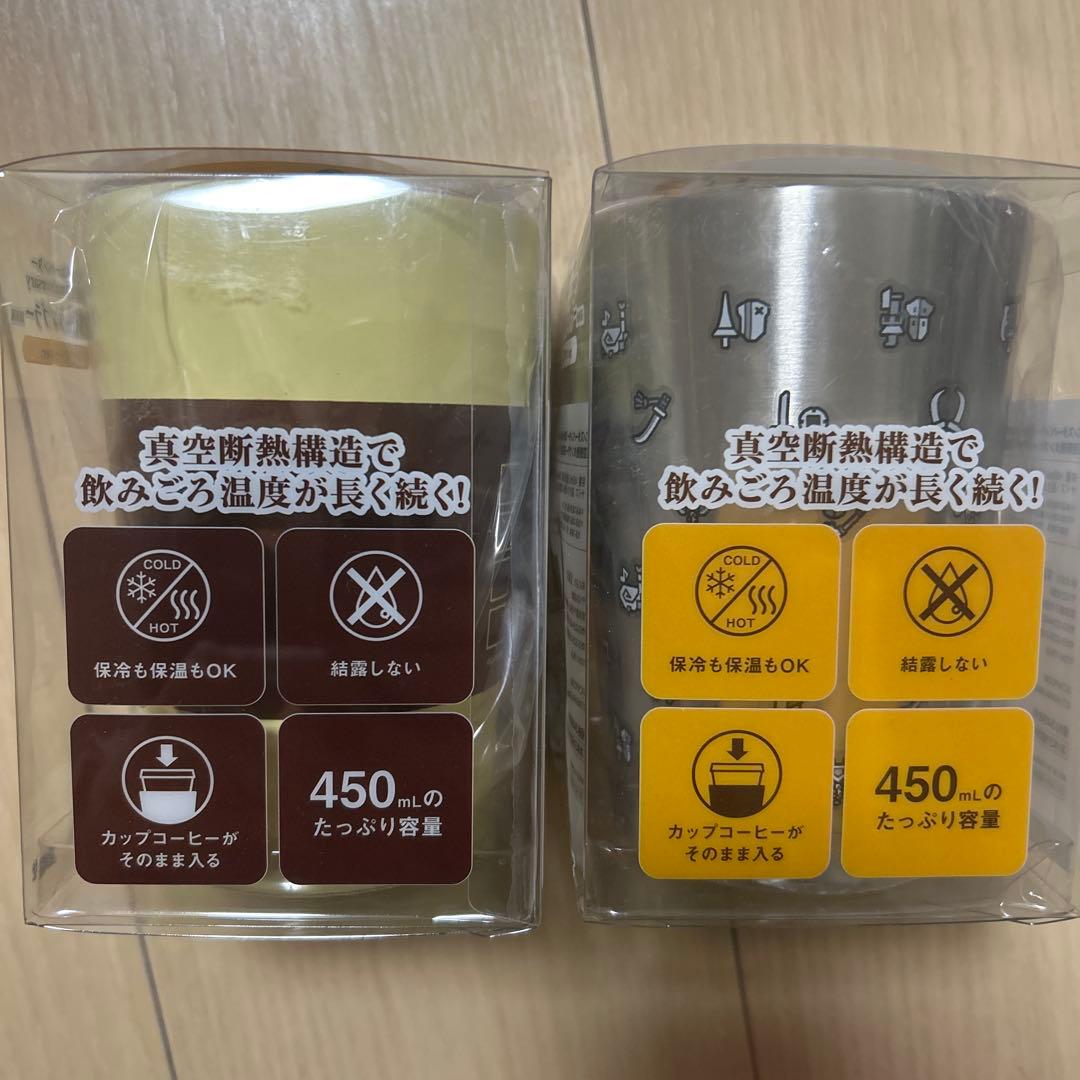 真空断熱構造で
飲みごろ温度が長く続く!
COLD
HOT
保冷も保温もOK
結露しない
カップコーヒーが
そのまま入る
450mLの
たっぷり容量
真空断熱構造で
飲みごろ温度が長く続く!
COLD
HOT
保冷も保温もOK
結露しない
カップコーヒーが
そのまま入る
450mLの
たっぷり容量